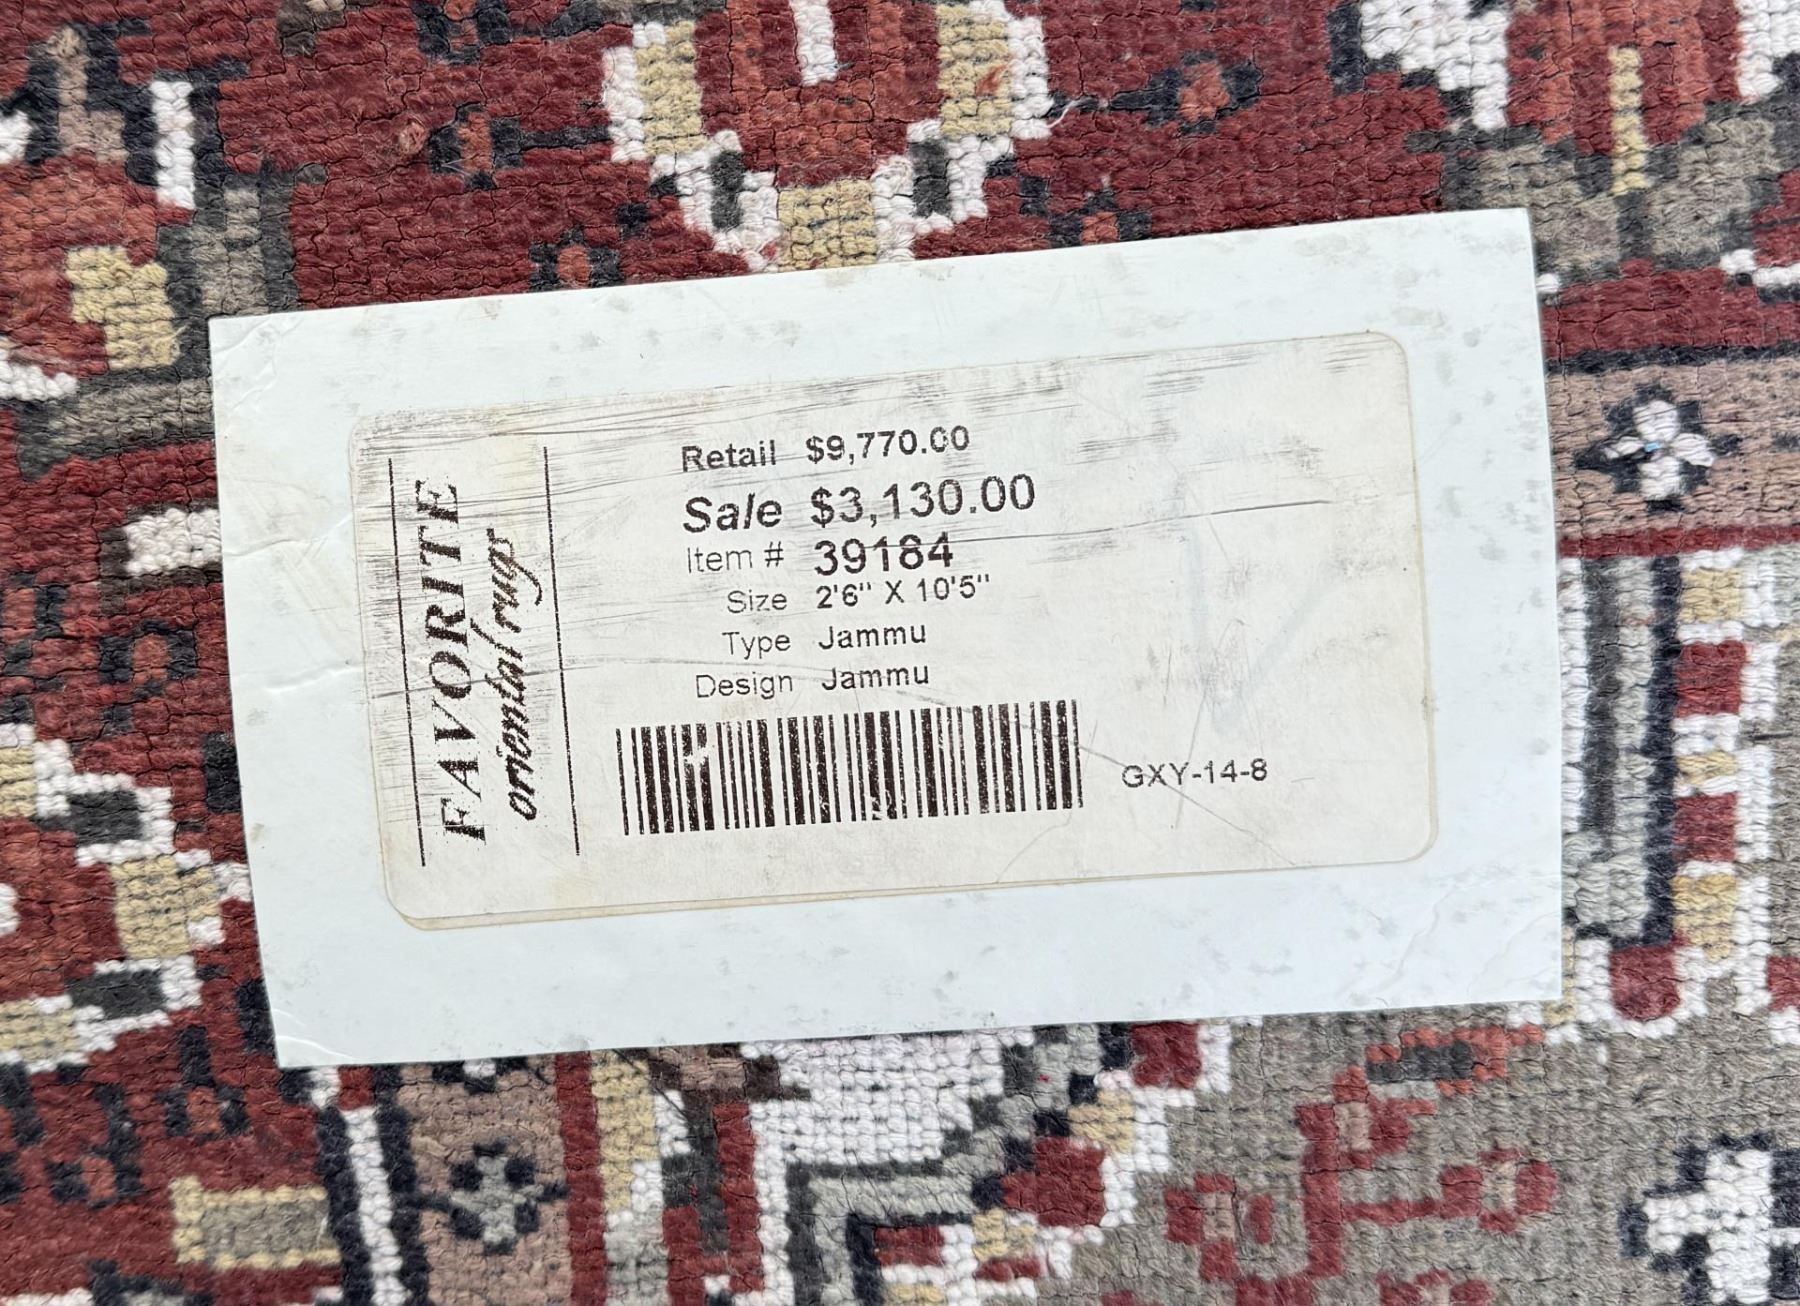 FAVORITE
oriental rugs
Retail $9,770.00
Sale $3,130.00
Item # 39184
Size 2'6" X 10'5"
Type Jammu
Design Jammu
GXY-14-8